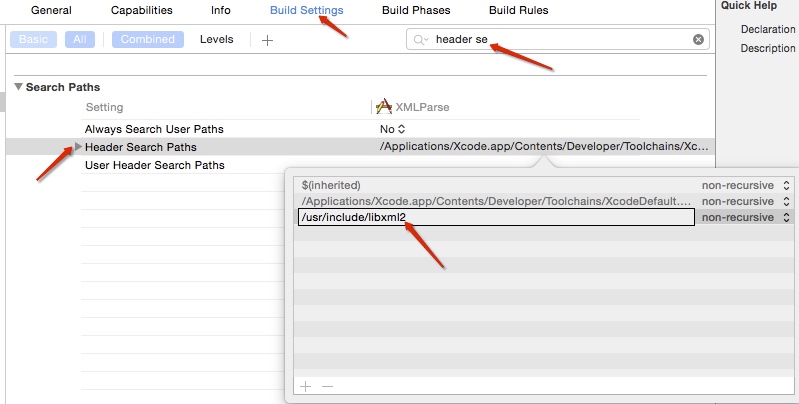 General Capabilities Info Build Settings Build Phases Build Rules Quick Help
Declaration
Basic All Combined Levels + header se
Description
Search Paths
Setting XMLParse
Always Search User Paths No
Header Search Paths /Applications/Xcode.app/Contents/Developer/Toolchains/Xc...
User Header Search Paths
$(inherited) non-recursive
/Applications/Xcode.app/Contents/Developer/Toolchains/XcodeDefault.... non-recursive
/usr/include/libxml2 non-recursive
+ −